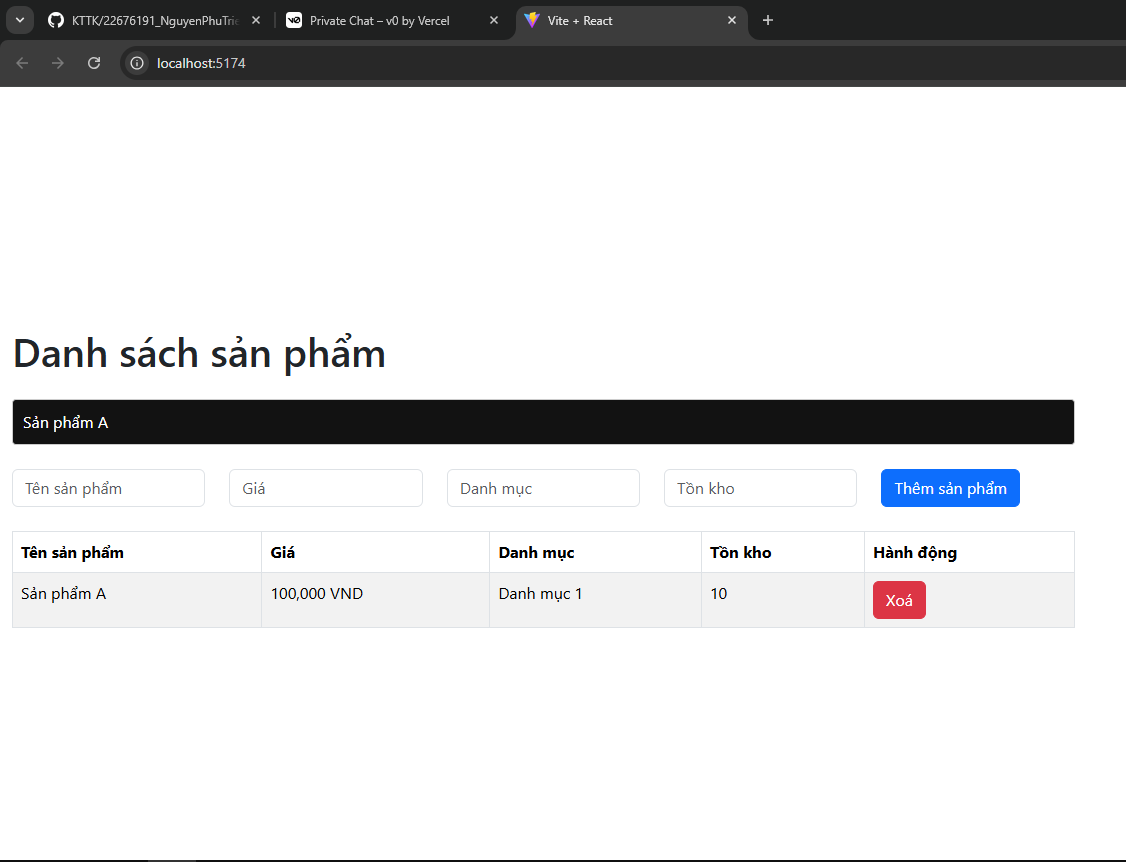 KTTK/22676191_NguyenPhuTrie
Private Chat – v0 by Vercel
Vite + React
localhost:5174
Danh sách sản phẩm
Sản phẩm A
Tên sản phẩm Giá Danh mục Tồn kho Thêm sản phẩm
Tên sản phẩm Giá Danh mục Tồn kho Hành động
Sản phẩm A 100,000 VND Danh mục 1 10 Xoá